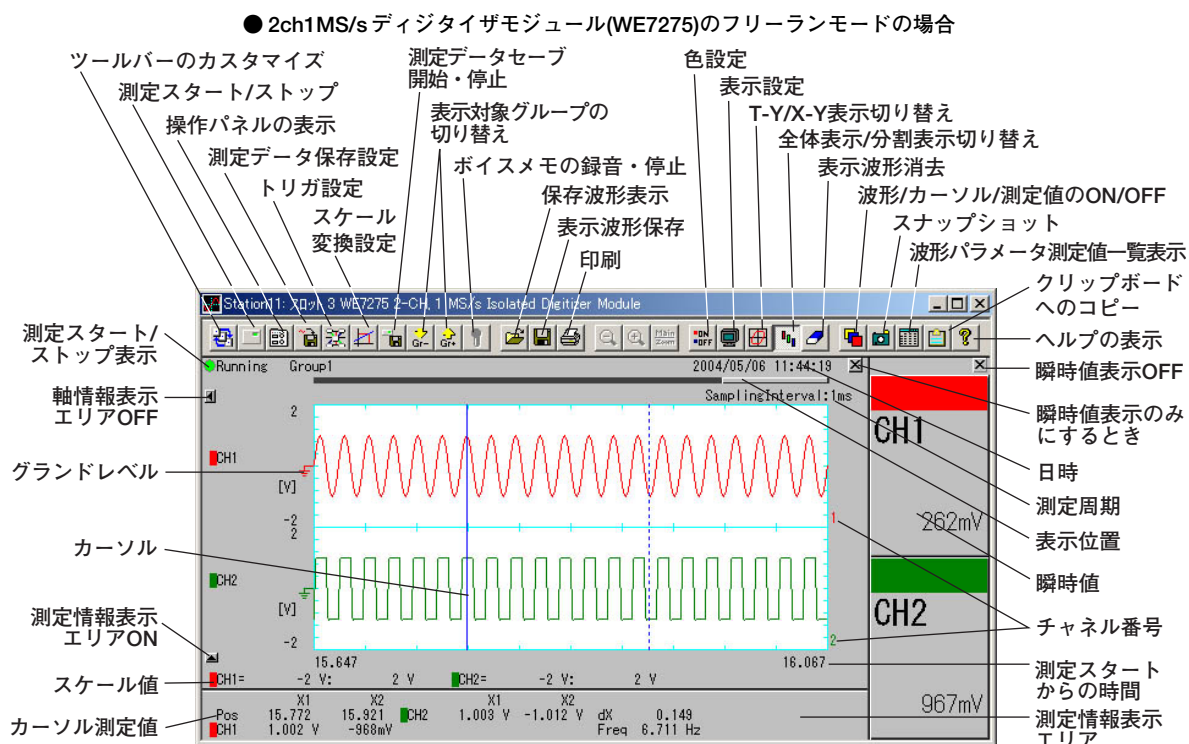 ● 2ch1MS/sディジタイザモジュール(WE7275)のフリーランモードの場合
ツールバーのカスタマイズ
測定スタート/ストップ
操作パネルの表示
測定データ保存設定
トリガ設定
スケール
変換設定
測定データセーブ
開始・停止
表示対象グループの
切り替え
ボイスメモの録音・停止
保存波形表示
表示波形保存
印刷
色設定
表示設定
T-Y/X-Y表示切り替え
全体表示/分割表示切り替え
表示波形消去
波形/カーソル/測定値のON/OFF
スナップショット
波形パラメータ測定値一覧表示
クリップボード
へのコピー
ヘルプの表示
瞬時値表示OFF
瞬時値表示のみ
にするとき
日時
測定周期
表示位置
瞬時値
チャネル番号
測定スタート
からの時間
測定情報表示
エリア
測定スタート/
ストップ表示
軸情報表示
エリアOFF
グランドレベル
カーソル
測定情報表示
エリアON
スケール値
カーソル測定値
Station11: スロット 3 WE7275 2-CH, 1 MS/s Isolated Digitizer Module
Gr− Gr+ Main Zoom ON OFF
Running Group1 2004/05/06 11:44:19
SamplingInterval:1ms
2
CH1
[V]
-2
1
2
CH2
[V]
-2
2
15.647 16.067
CH1= -2 V: 2 V CH2= -2 V: 2 V
X1 X2 X1 X2
Pos 15.772 15.921 CH2 1.003 V -1.012 V dX 0.149
CH1 1.002 V -968mV Freq 6.711 Hz
CH1
262mV
CH2
967mV